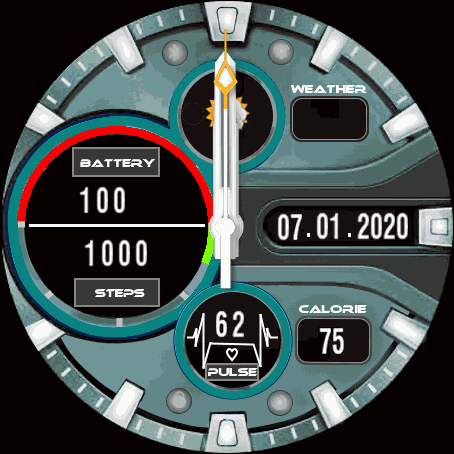 WEATHER
BATTERY
100
07.01.2020
1000
STEPS
CALORIE
62
75
PULSE